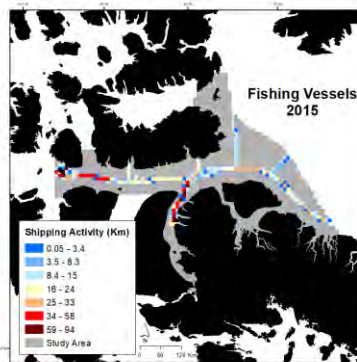 Fishing Vessels
2015
Shipping Activity (Km)
0.05 - 3.4
3.5 - 8.3
8.4 - 15
16 - 24
25 - 33
34 - 58
59 - 94
Study Area
N